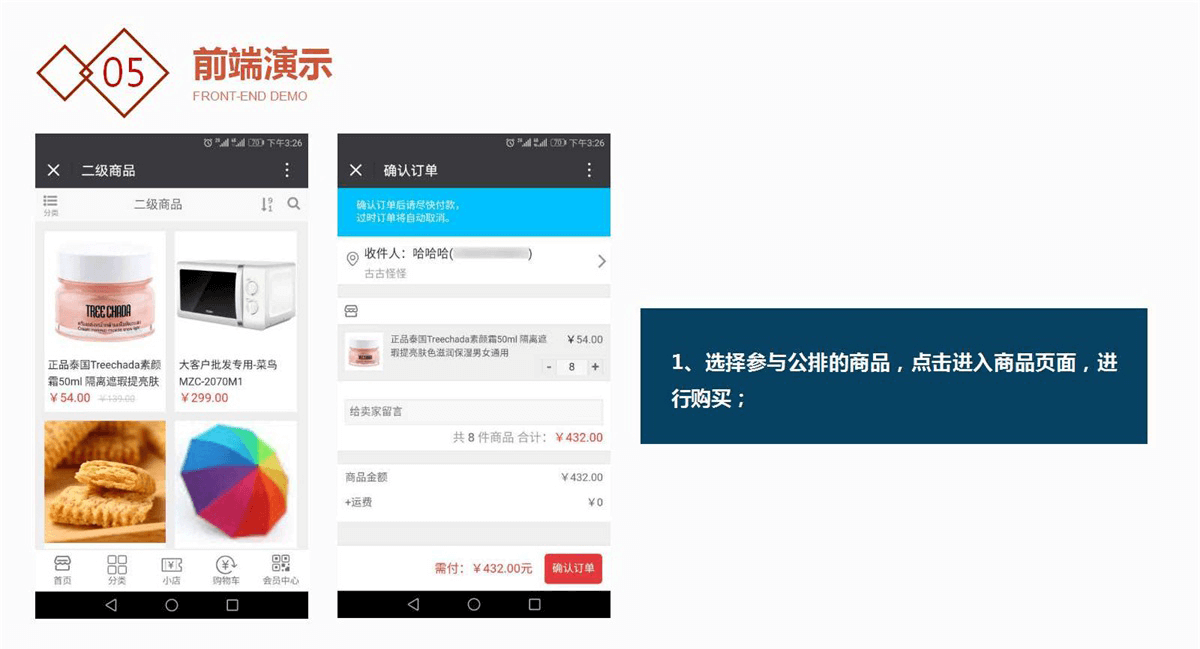 05
前端演示
FRONT-END DEMO
下午3:26
二级商品
分类
二级商品
TREE CHADA
正品泰国Treechada素颜
霜50ml 隔离遮瑕提亮肤
￥54.00 ￥139.00
大客户批发专用-菜鸟
MZC-2070M1
￥299.00
首页
分类
小店
购物车
会员中心
下午3:26
确认订单
确认订单后请尽快付款，
过时订单将自动取消。
收件人：哈哈哈(
)
古古怪怪
正品泰国Treechada素颜霜50ml 隔离遮
瑕提亮肤色滋润保湿男女通用
￥54.00
- 8 +
给卖家留言
共 8 件商品 合计：￥432.00
商品金额 ￥432.00
+运费 ￥0
需付：￥432.00元 确认订单
1、选择参与公排的商品，点击进入商品页面，进
行购买；